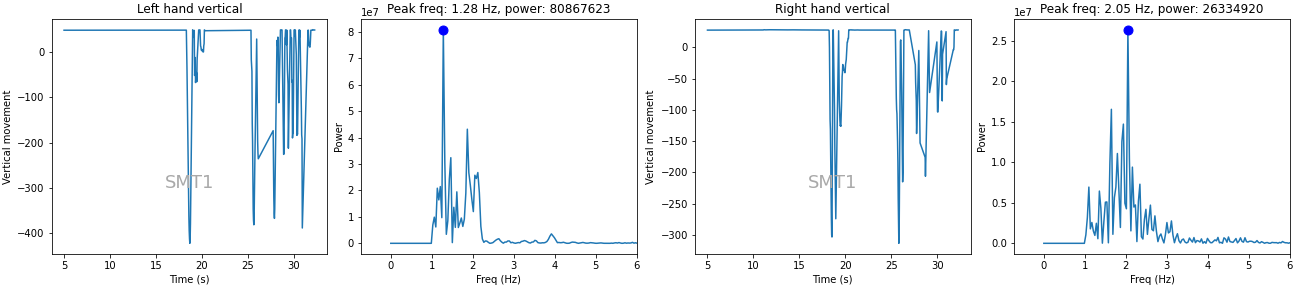 Left hand vertical
Vertical movement
0
−100
−200
−300
−400
SMT1
5 10 15 20 25 30
Time (s)
1e7
Peak freq: 1.28 Hz, power: 80867623
Power
8
7
6
5
4
3
2
1
0
0 1 2 3 4 5 6
Freq (Hz)
Right hand vertical
Vertical movement
0
−50
−100
−150
−200
−250
−300
SMT1
5 10 15 20 25 30
Time (s)
1e7
Peak freq: 2.05 Hz, power: 26334920
Power
2.5
2.0
1.5
1.0
0.5
0.0
0 1 2 3 4 5 6
Freq (Hz)